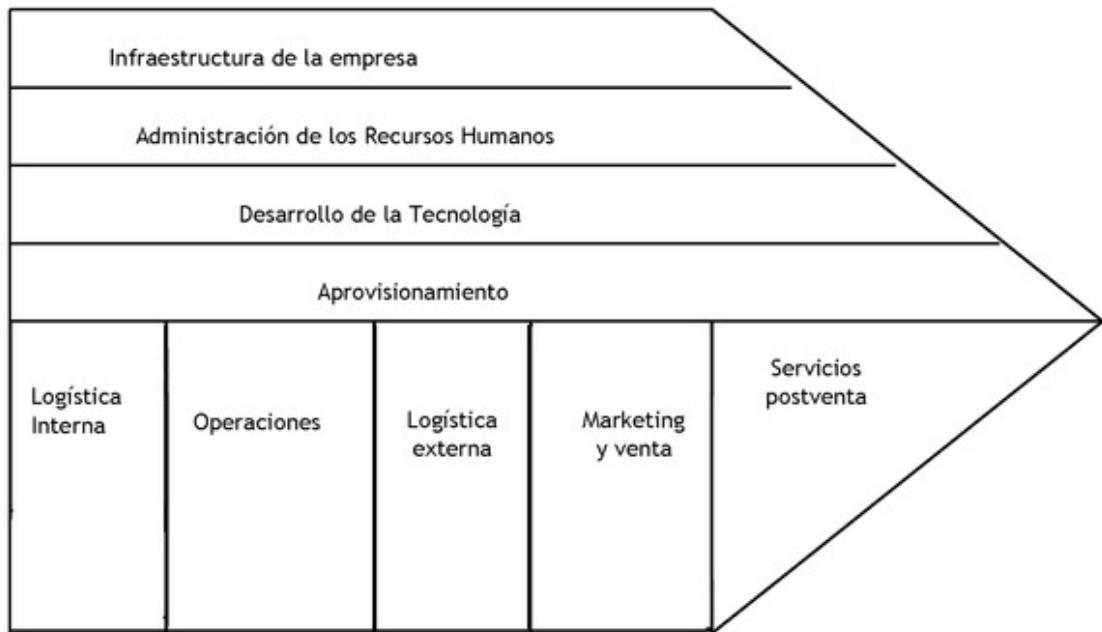 Infraestructura de la empresa
Administración de los Recursos Humanos
Desarrollo de la Tecnología
Aprovisionamiento
Logística
Interna
Operaciones
Logística
externa
Marketing
y venta
Servicios
postventa